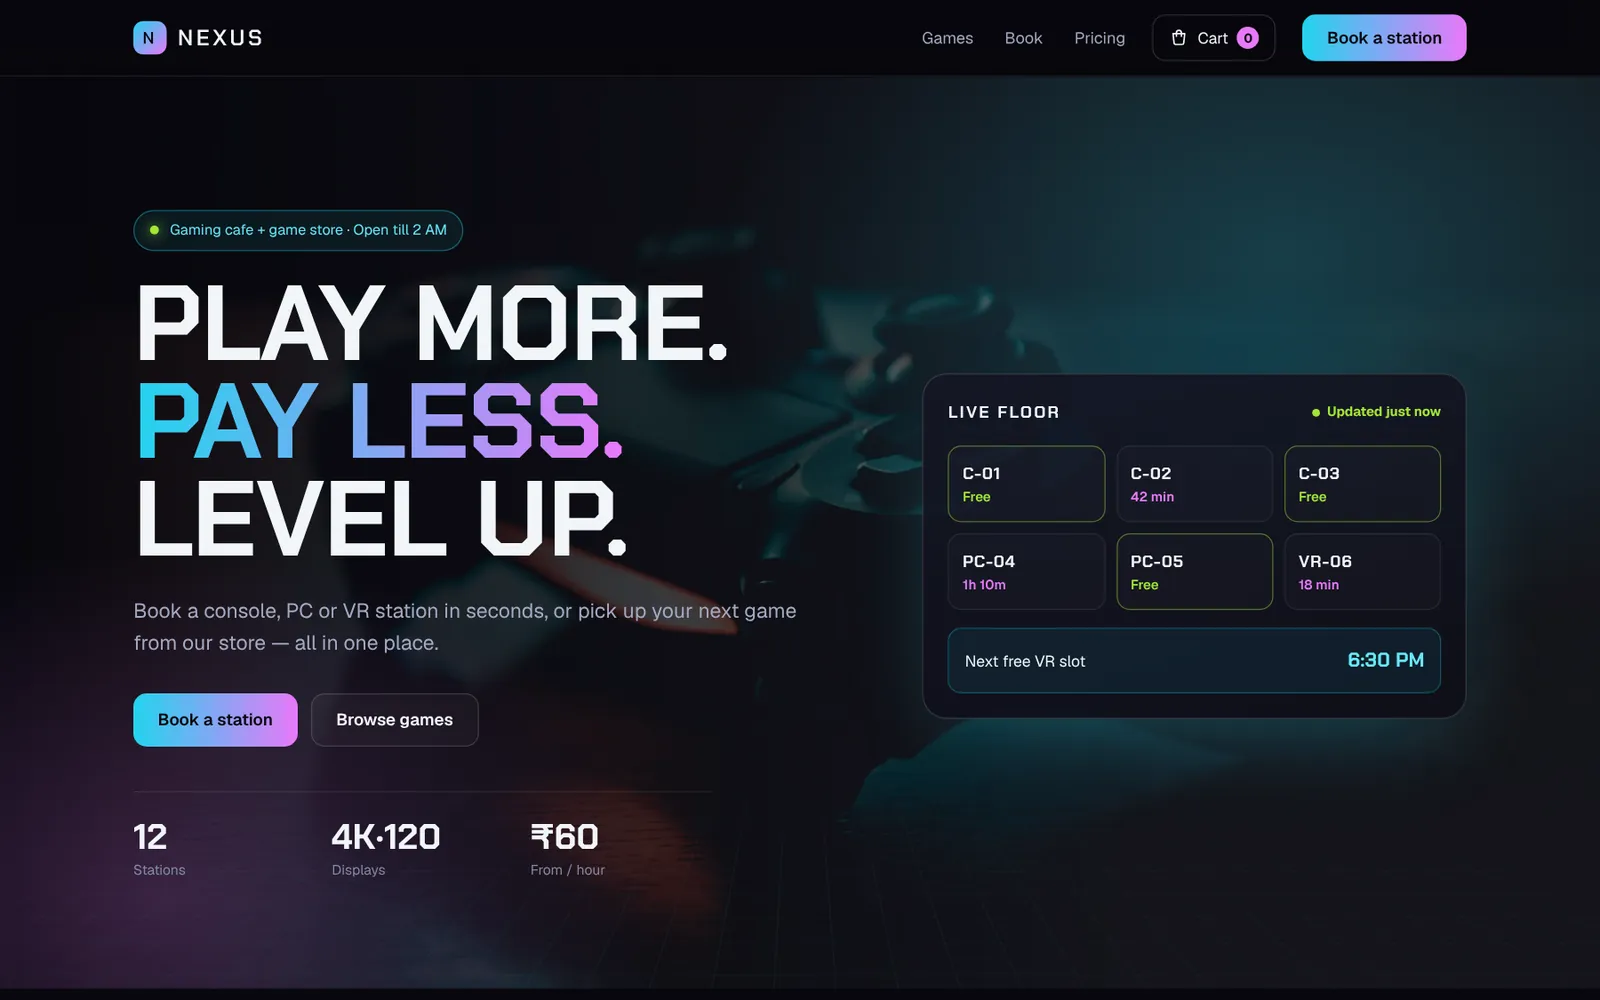 N NEXUS
Games Book Pricing Cart 0 Book a station
Gaming cafe + game store · Open till 2 AM
PLAY MORE.
PAY LESS.
LEVEL UP.
Book a console, PC or VR station in seconds, or pick up your next game
from our store — all in one place.
Book a station Browse games
12 4K·120 ₹60
Stations Displays From / hour
LIVE FLOOR Updated just now
C-01 C-02 C-03
Free 42 min Free
PC-04 PC-05 VR-06
1h 10m Free 18 min
Next free VR slot 6:30 PM